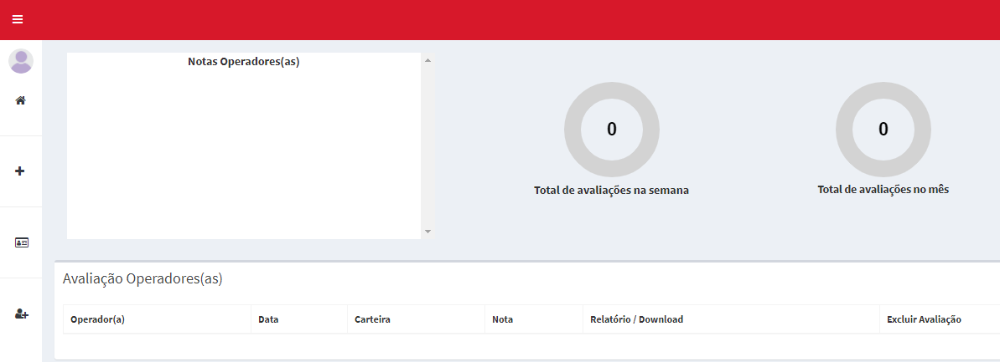 Notas Operadores(as)
0
0
Total de avaliações na semana
Total de avaliações no mês
Avaliação Operadores(as)
Operador(a) Data Carteira Nota Relatório / Download Excluir Avaliação